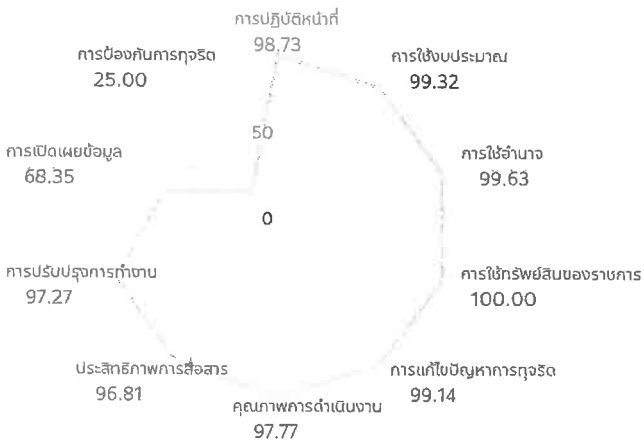 การปฏิบัติหน้าที่
98.73
การป้องกันการทุจริต
25.00
การใช้งบประมาณ
99.32
50
การเปิดเผยข้อมูล
68.35
การใช้อำนาจ
99.63
0
การปรับปรุงการทำงาน
97.27
การใช้ทรัพย์สินของราชการ
100.00
ประสิทธิภาพการสื่อสาร
96.81
การแก้ไขปัญหาการทุจริต
99.14
คุณภาพการดำเนินงาน
97.77